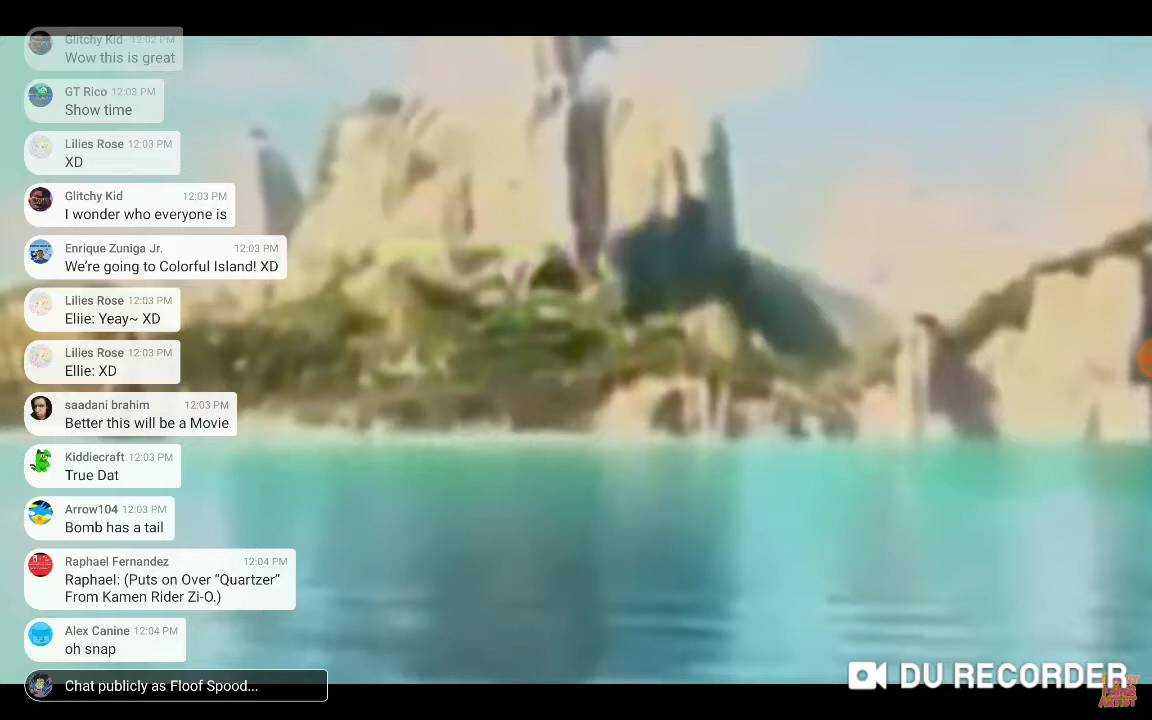 Glitchy Kid 12:02 PM
Wow this is great
GT Rico 12:03 PM
Show time
Lilies Rose 12:03 PM
XD
Glitchy Kid 12:03 PM
I wonder who everyone is
Enrique Zuniga Jr. 12:03 PM
We're going to Colorful Island! XD
Lilies Rose 12:03 PM
Ellie: Yeay~ XD
Lilies Rose 12:03 PM
Ellie: XD
saadani brahim 12:03 PM
Better this will be a Movie
Kiddiecraft 12:03 PM
True Dat
Arrow104 12:03 PM
Bomb has a tail
Raphael Fernandez 12:04 PM
Raphael: (Puts on Over “Quartzer”
From Kamen Rider Zi-O.)
Alex Canine 12:04 PM
oh snap
Chat publicly as Floof Spood...
DU RECORDER
ARTIST